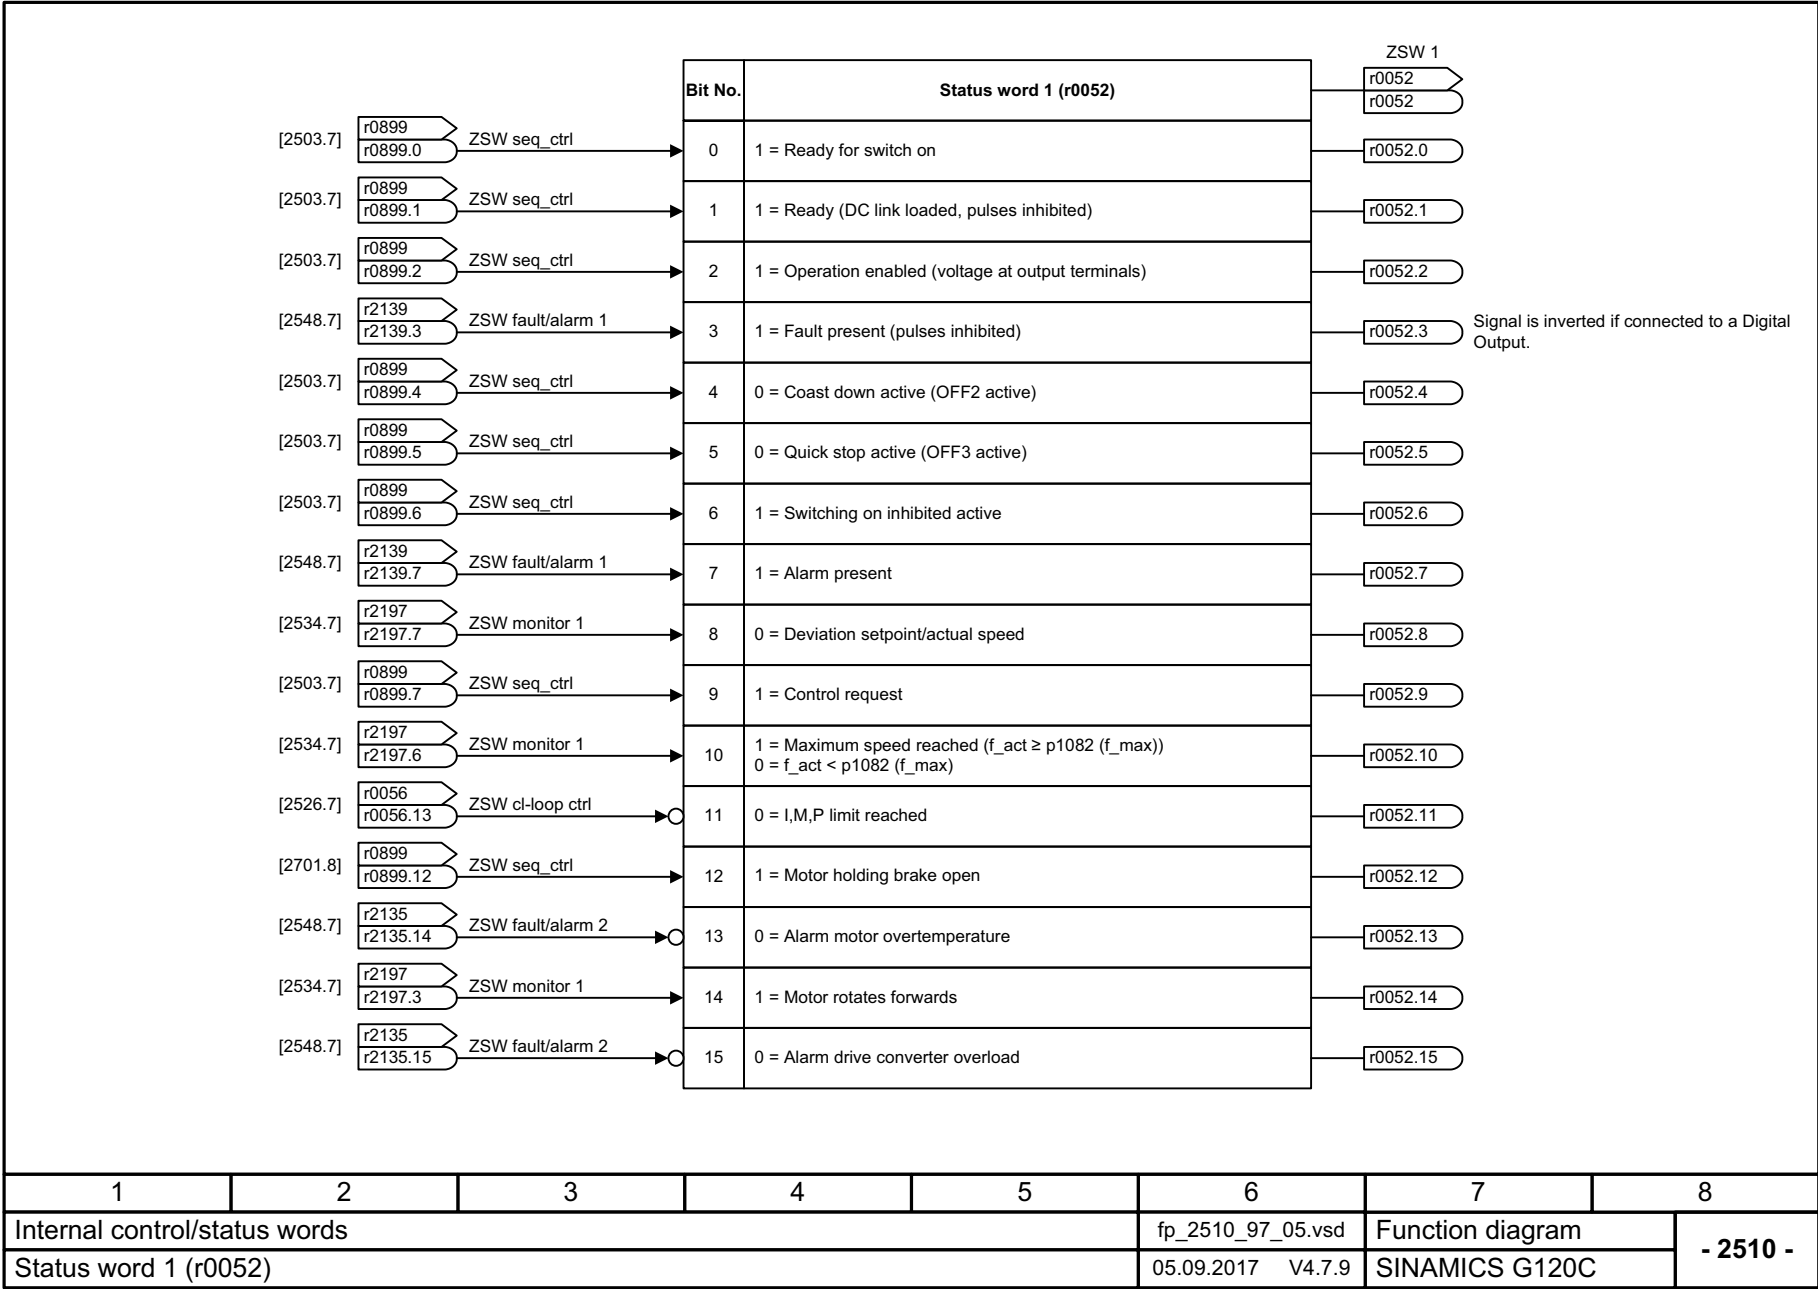 ZSW 1
Bit No. Status word 1 (r0052) r0052
r0052
[2503.7] r0899 ZSW seq_ctrl
r0899.0 0 1 = Ready for switch on r0052.0
[2503.7] r0899 ZSW seq_ctrl
r0899.1 1 1 = Ready (DC link loaded, pulses inhibited) r0052.1
[2503.7] r0899 ZSW seq_ctrl
r0899.2 2 1 = Operation enabled (voltage at output terminals) r0052.2
[2548.7] r2139 ZSW fault/alarm 1
r2139.3 3 1 = Fault present (pulses inhibited) r0052.3 Signal is inverted if connected to a Digital
Output.
[2503.7] r0899 ZSW seq_ctrl
r0899.4 4 0 = Coast down active (OFF2 active) r0052.4
[2503.7] r0899 ZSW seq_ctrl
r0899.5 5 0 = Quick stop active (OFF3 active) r0052.5
[2503.7] r0899 ZSW seq_ctrl
r0899.6 6 1 = Switching on inhibited active r0052.6
[2548.7] r2139 ZSW fault/alarm 1
r2139.7 7 1 = Alarm present r0052.7
[2534.7] r2197 ZSW monitor 1
r2197.7 8 0 = Deviation setpoint/actual speed r0052.8
[2503.7] r0899 ZSW seq_ctrl
r0899.7 9 1 = Control request r0052.9
[2534.7] r2197 ZSW monitor 1
r2197.6 10 1 = Maximum speed reached (f_act ≥ p1082 (f_max)) r0052.10
0 = f_act < p1082 (f_max)
[2526.7] r0056 ZSW cl-loop ctrl
r0056.13 11 0 = I,M,P limit reached r0052.11
[2701.8] r0899 ZSW seq_ctrl
r0899.12 12 1 = Motor holding brake open r0052.12
[2548.7] r2135 ZSW fault/alarm 2
r2135.14 13 0 = Alarm motor overtemperature r0052.13
[2534.7] r2197 ZSW monitor 1
r2197.3 14 1 = Motor rotates forwards r0052.14
[2548.7] r2135 ZSW fault/alarm 2
r2135.15 15 0 = Alarm drive converter overload r0052.15
1 2 3 4 5 6 7 8
Internal control/status words fp_2510_97_05.vsd Function diagram
- 2510 -
Status word 1 (r0052) 05.09.2017 V4.7.9 SINAMICS G120C